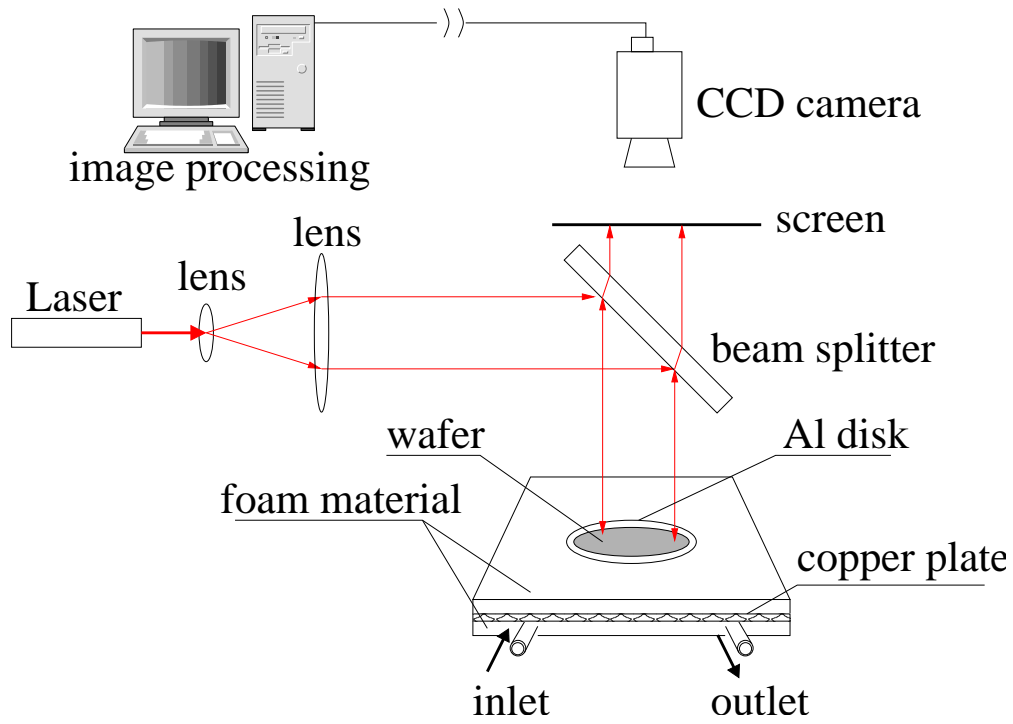 CCD camera
image processing
screen
lens
lens
Laser
beam splitter
wafer
Al disk
foam material
copper plate
inlet
outlet